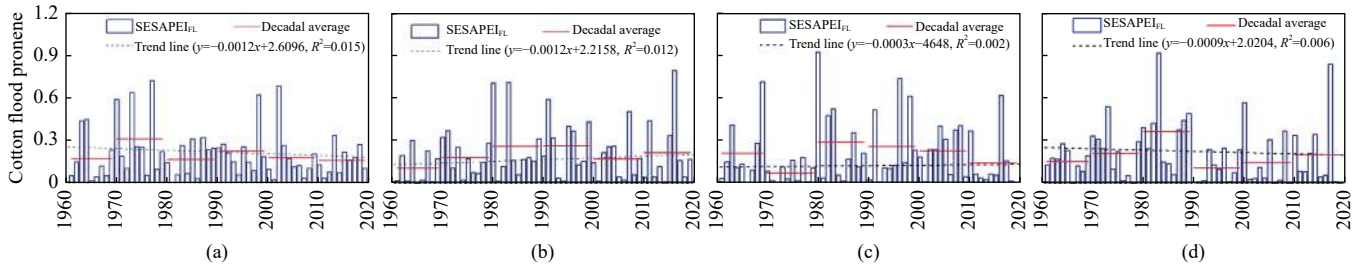 Cotton flood pronene
1.2
0.9
0.6
0.3
0
SESAPEI_FL Decadal average
Trend line (y=−0.0012x+2.6096, R²=0.015)
1960 1970 1980 1990 2000 2010 2020
(a)
SESAPEI_FL Decadal average
Trend line (y=−0.0012x+2.2158, R²=0.012)
1960 1970 1980 1990 2000 2010 2020
(b)
SESAPEI_FL Decadal average
Trend line (y=−0.0003x−4648, R²=0.002)
1960 1970 1980 1990 2000 2010 2020
(c)
SESAPEI_FL Decadal average
Trend line (y=−0.0009x+2.0204, R²=0.006)
1960 1970 1980 1990 2000 2010 2020
(d)